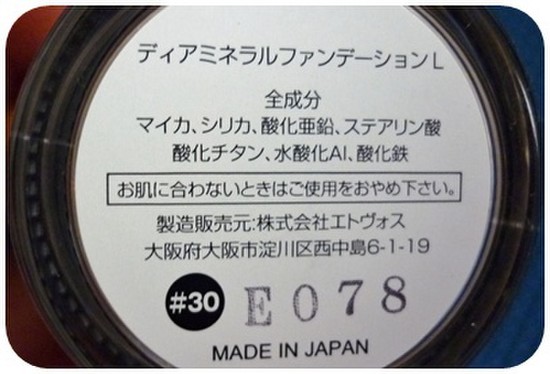 ディアミネラルファンデーションL
全成分
マイカ、シリカ、酸化亜鉛、ステアリン酸
酸化チタン、水酸化Al、酸化鉄
お肌に合わないときはご使用をおやめ下さい。
製造販売元:株式会社エトヴォス
大阪府大阪市淀川区西中島6-1-19
#30 E078
MADE IN JAPAN